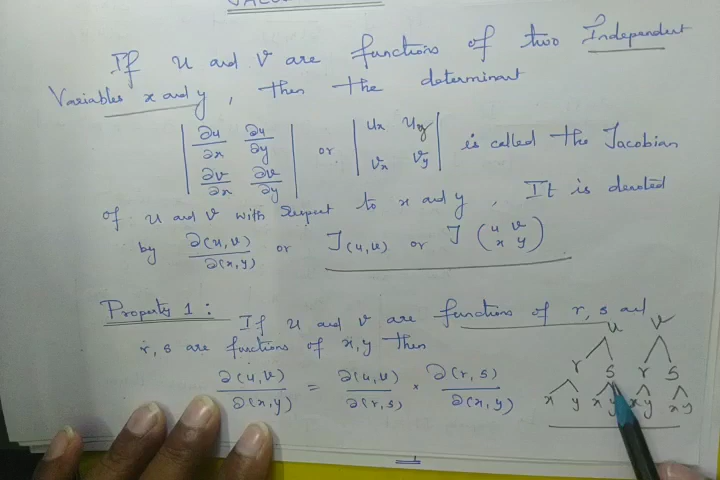 If u and v are functions of two Independent
Variables x and y, then the determinant
| ∂u/∂x ∂u/∂y | or | ux uy | is called the Jacobian
| ∂v/∂x ∂v/∂y | | vx vy |
of u and v with respect to x and y, It is denoted
by ∂(u,v)/∂(x,y) or J(u,v) or J (u v / x y)
Property 1: If u and v are functions of r, s and
r, s are functions of x, y then
∂(u,v)/∂(x,y) = ∂(u,v)/∂(r,s) × ∂(r,s)/∂(x,y)
u v
r s r s
x y x y x y x y